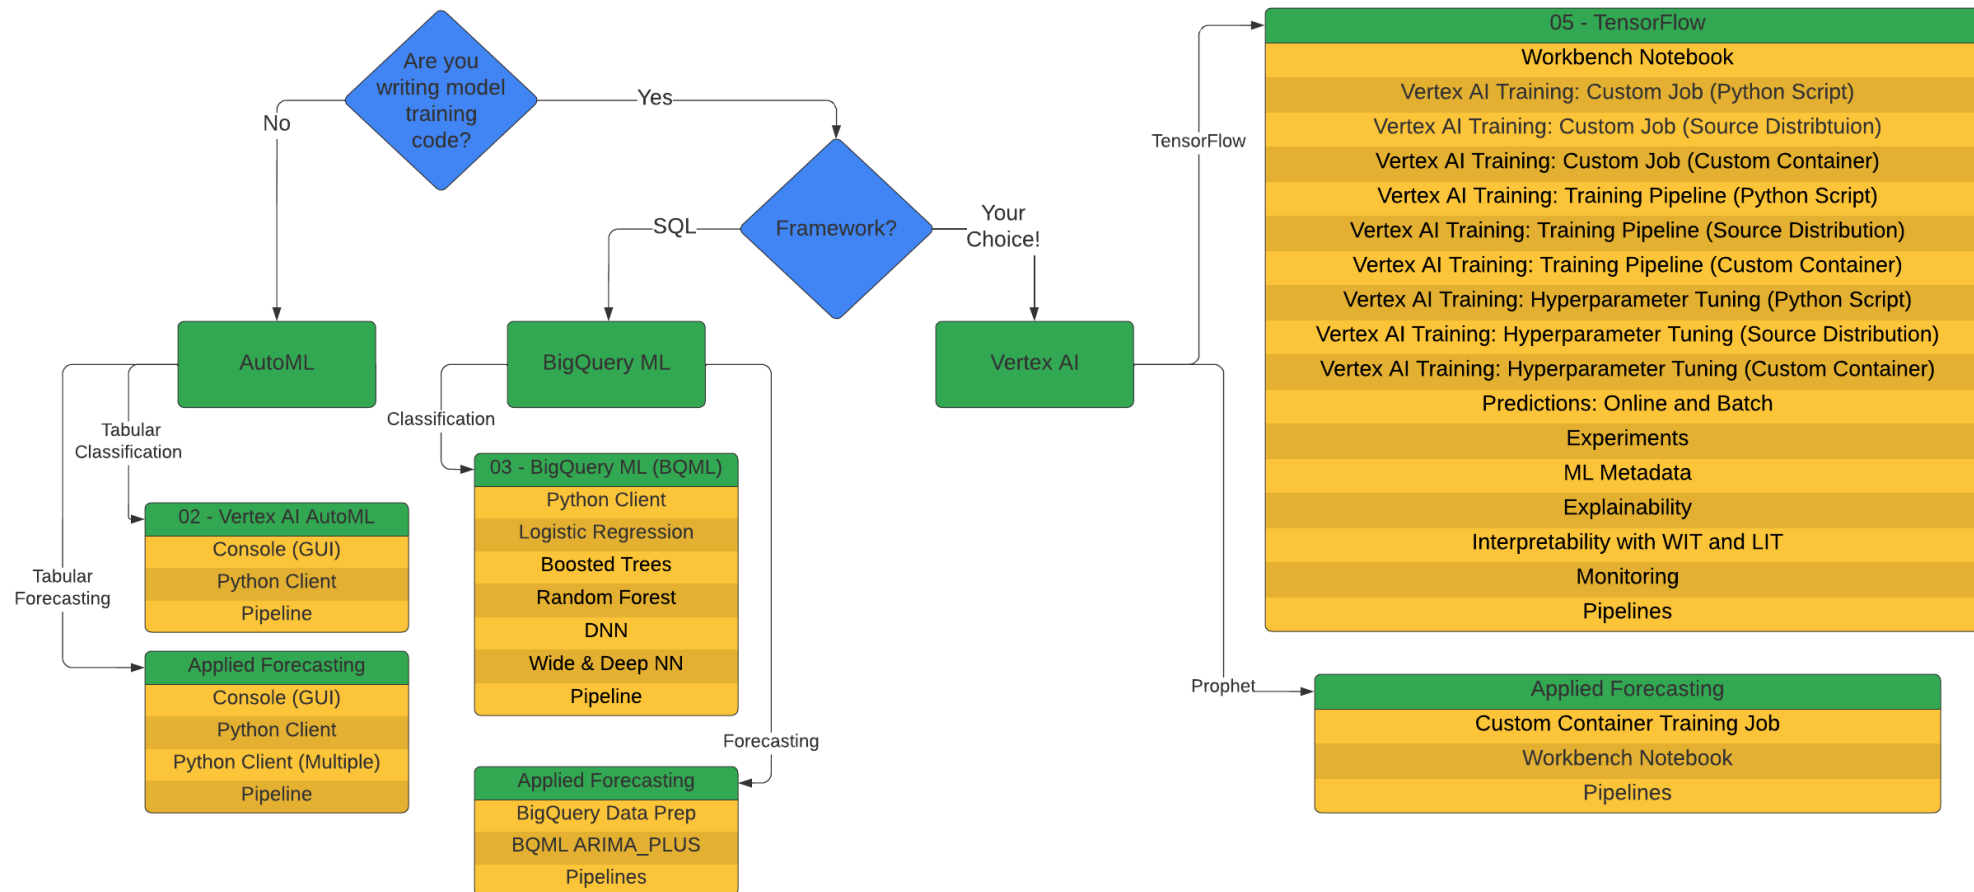 Are you
writing model
training
code?
No
Yes
Framework?
SQL
Your
Choice!
AutoML
BigQuery ML
Vertex AI
Tabular
Classification
Tabular
Forecasting
02 - Vertex AI AutoML
Console (GUI)
Python Client
Pipeline
Applied Forecasting
Console (GUI)
Python Client
Python Client (Multiple)
Pipeline
Classification
03 - BigQuery ML (BQML)
Python Client
Logistic Regression
Boosted Trees
Random Forest
DNN
Wide & Deep NN
Pipeline
Forecasting
Applied Forecasting
BigQuery Data Prep
BQML ARIMA_PLUS
Pipelines
TensorFlow
05 - TensorFlow
Workbench Notebook
Vertex AI Training: Custom Job (Python Script)
Vertex AI Training: Custom Job (Source Distribtuion)
Vertex AI Training: Custom Job (Custom Container)
Vertex AI Training: Training Pipeline (Python Script)
Vertex AI Training: Training Pipeline (Source Distribution)
Vertex AI Training: Training Pipeline (Custom Container)
Vertex AI Training: Hyperparameter Tuning (Python Script)
Vertex AI Training: Hyperparameter Tuning (Source Distribution)
Vertex AI Training: Hyperparameter Tuning (Custom Container)
Predictions: Online and Batch
Experiments
ML Metadata
Explainability
Interpretability with WIT and LIT
Monitoring
Pipelines
Prophet
Applied Forecasting
Custom Container Training Job
Workbench Notebook
Pipelines